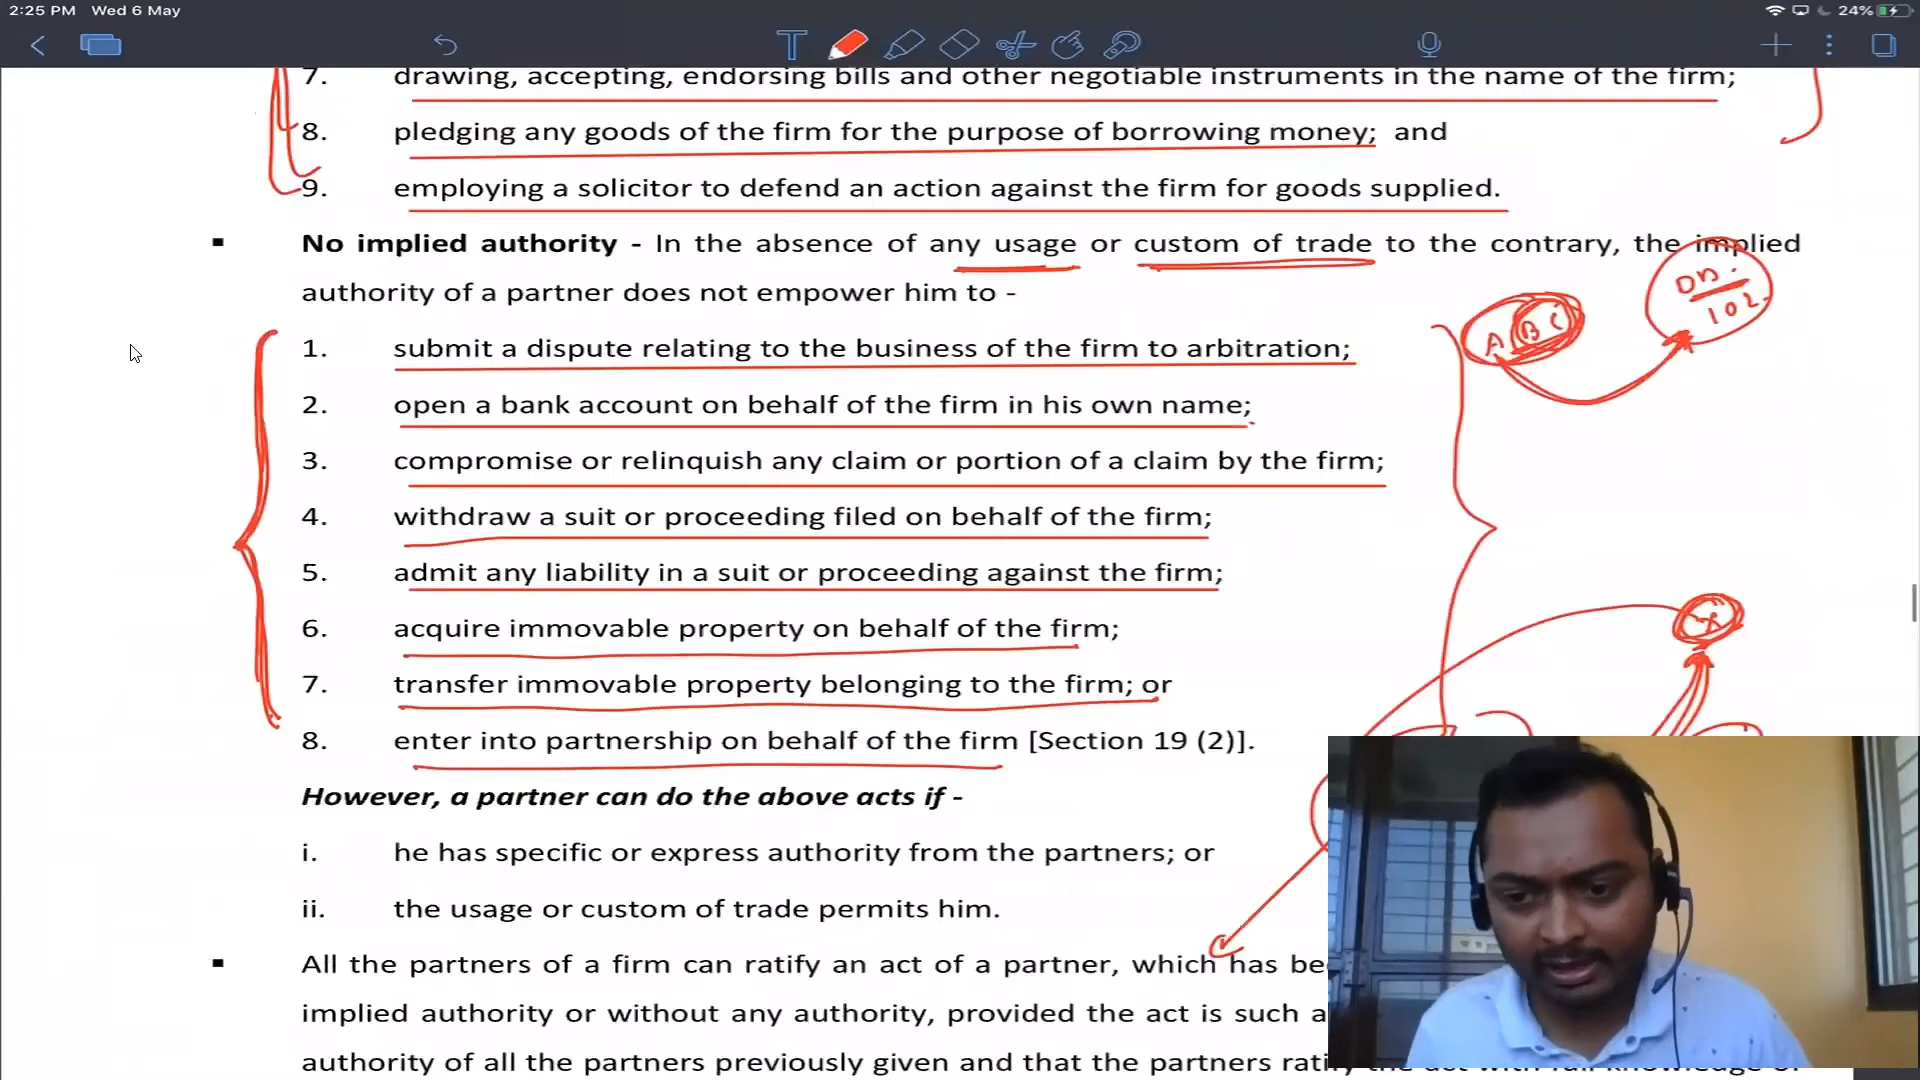 2:25 PM Wed 6 May
24%
7. drawing, accepting, endorsing bills and other negotiable instruments in the name of the firm;
8. pledging any goods of the firm for the purpose of borrowing money; and
9. employing a solicitor to defend an action against the firm for goods supplied.
▪ No implied authority - In the absence of any usage or custom of trade to the contrary, the implied
authority of a partner does not empower him to -
A B C
102
1. submit a dispute relating to the business of the firm to arbitration;
2. open a bank account on behalf of the firm in his own name;
3. compromise or relinquish any claim or portion of a claim by the firm;
4. withdraw a suit or proceeding filed on behalf of the firm;
5. admit any liability in a suit or proceeding against the firm;
6. acquire immovable property on behalf of the firm;
X
7. transfer immovable property belonging to the firm; or
8. enter into partnership on behalf of the firm [Section 19 (2)].
However, a partner can do the above acts if -
i. he has specific or express authority from the partners; or
ii. the usage or custom of trade permits him.
▪ All the partners of a firm can ratify an act of a partner, which has
implied authority or without any authority, provided the act is such a
authority of all the partners previously given and that the partners